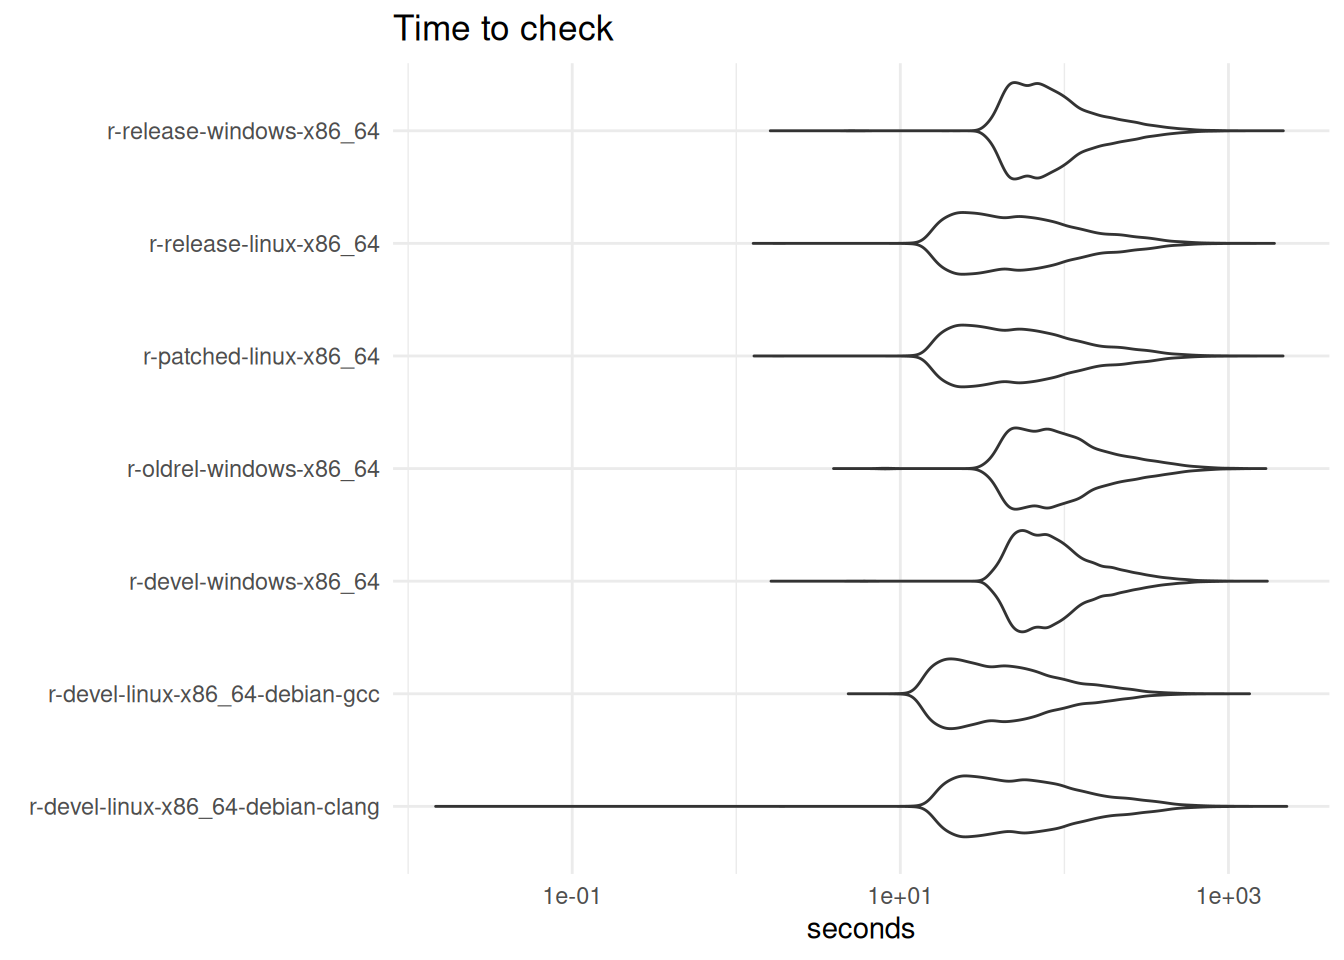 Time to check
r-release-windows-x86_64
r-release-linux-x86_64
r-patched-linux-x86_64
r-oldrel-windows-x86_64
r-devel-windows-x86_64
r-devel-linux-x86_64-debian-gcc
r-devel-linux-x86_64-debian-clang
1e-01 1e+01 1e+03
seconds